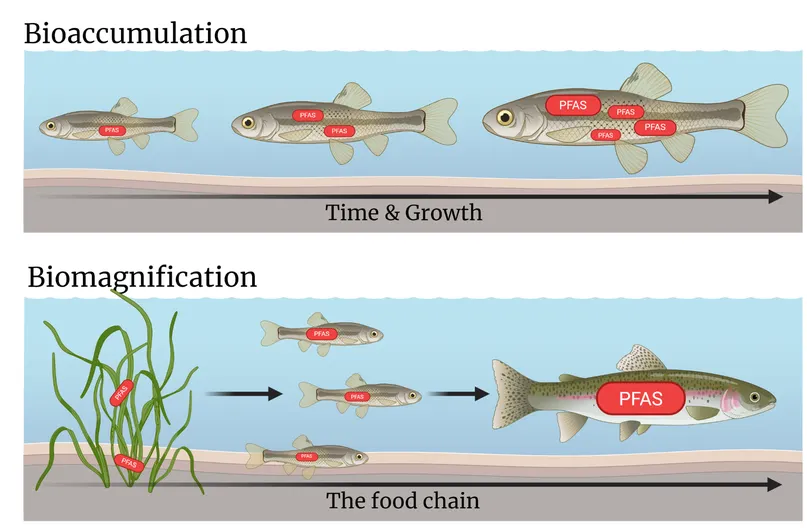 Bioaccumulation
PFAS
PFAS
PFAS
PFAS
PFAS
PFAS
PFAS
Time & Growth
Biomagnification
PFAS
PFAS
PFAS
PFAS
PFAS
PFAS
The food chain